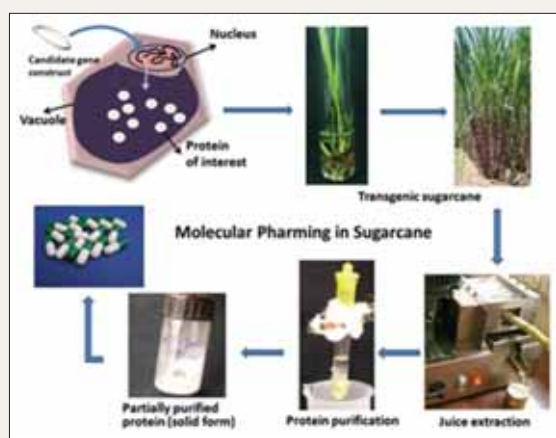 Nucleus
Candidate gene
construct
Vacuole
Protein
of interest
Transgenic sugarcane
Molecular Pharming in Sugarcane
Partially purified
protein (solid form)
Protein purification
Juice extraction